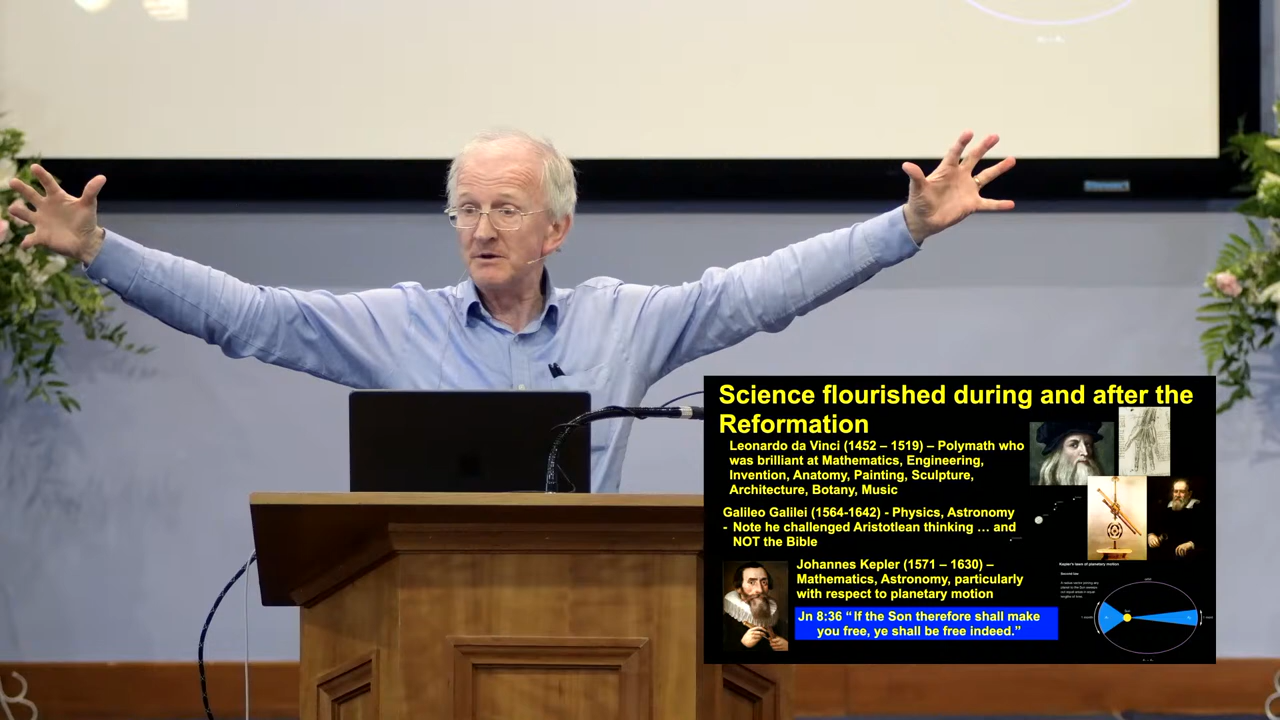 Science flourished during and after the
Reformation
Leonardo da Vinci (1452 – 1519) – Polymath who
was brilliant at Mathematics, Engineering,
Invention, Anatomy, Painting, Sculpture,
Architecture, Botany, Music
Galileo Galilei (1564-1642) - Physics, Astronomy
- Note he challenged Aristotlean thinking … and
NOT the Bible
Johannes Kepler (1571 – 1630) –
Mathematics, Astronomy, particularly
with respect to planetary motion
Jn 8:36 “ If the Son therefore shall make
you free, ye shall be free indeed.”
Kepler's laws of planetary motion
Second law
Sun